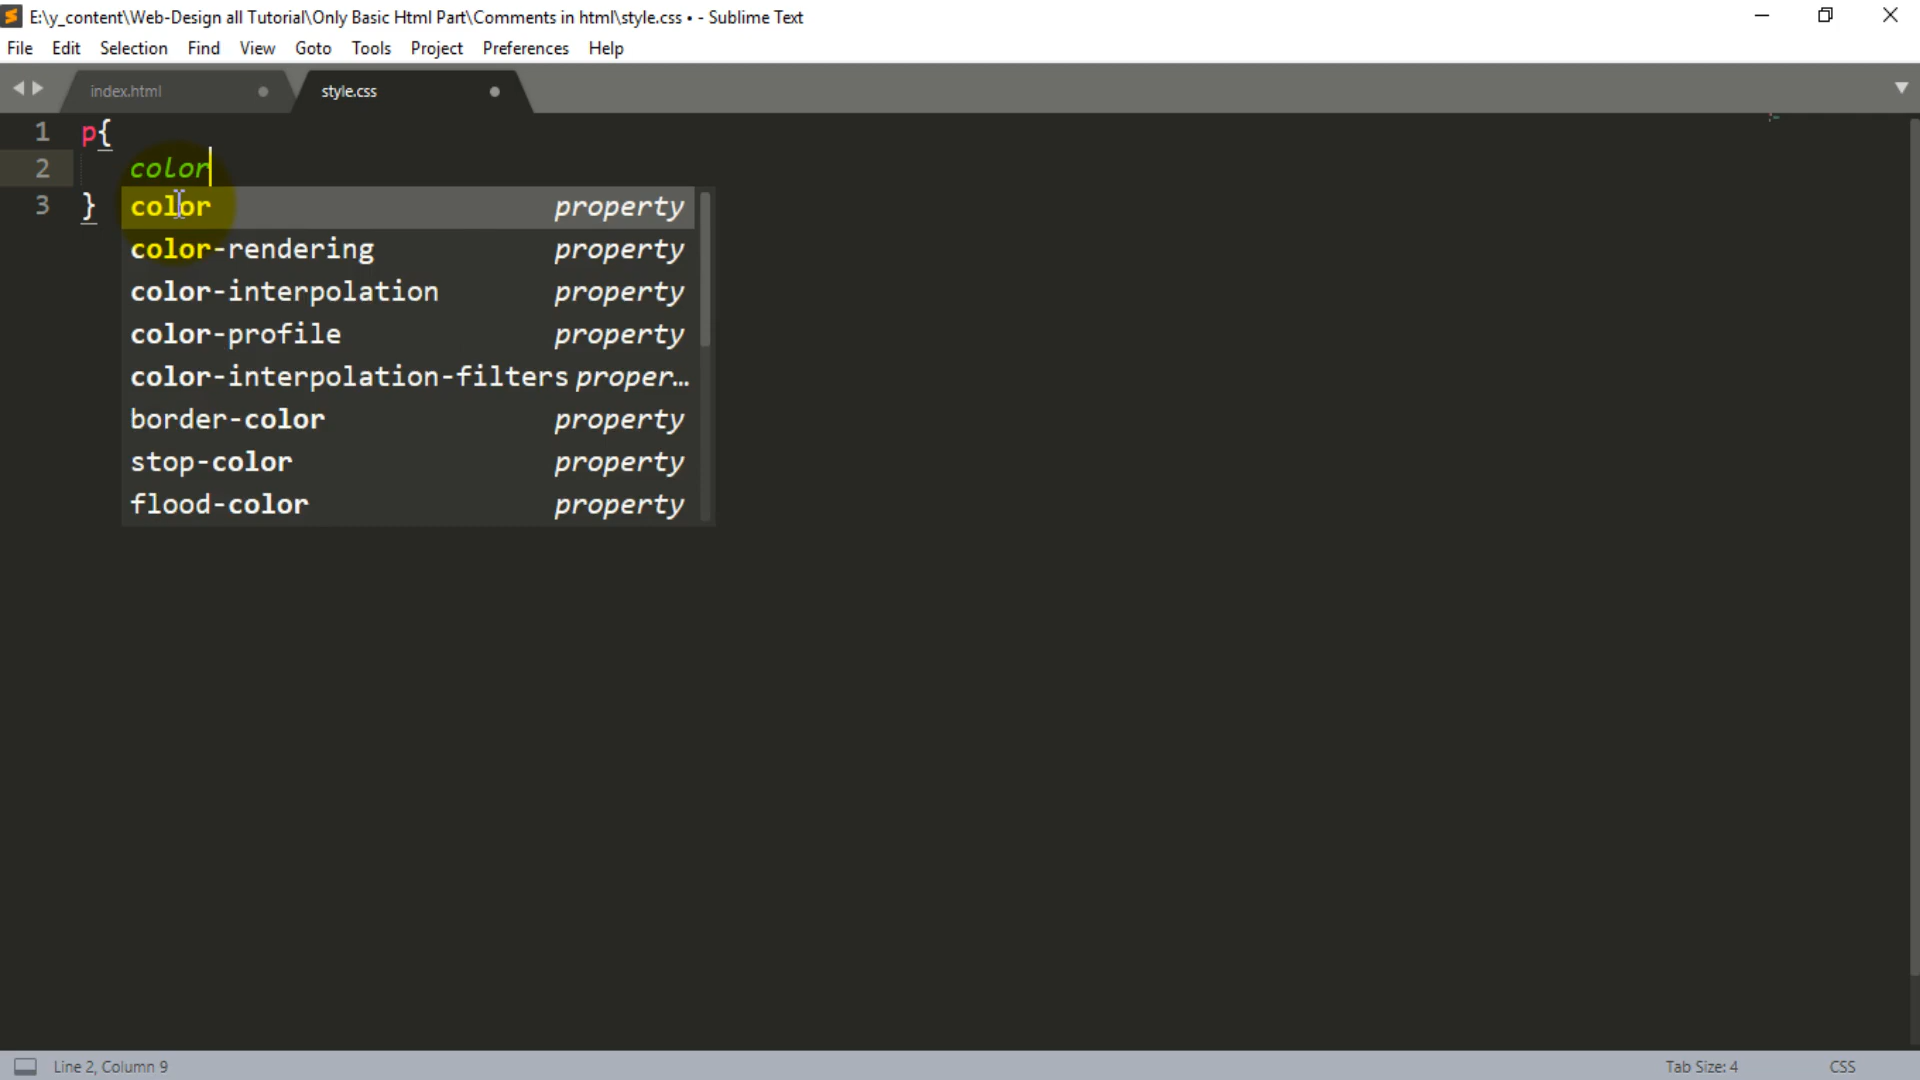 E:\y_content\Web-Design all Tutorial\Only Basic Html Part\Comments in html\style.css • - Sublime Text
File Edit Selection Find View Goto Tools Project Preferences Help
index.html style.css
1 p{
2 color
3 }
color property
color-rendering property
color-interpolation property
color-profile property
color-interpolation-filters proper…
border-color property
stop-color property
flood-color property
Line 2, Column 9 Tab Size: 4 CSS